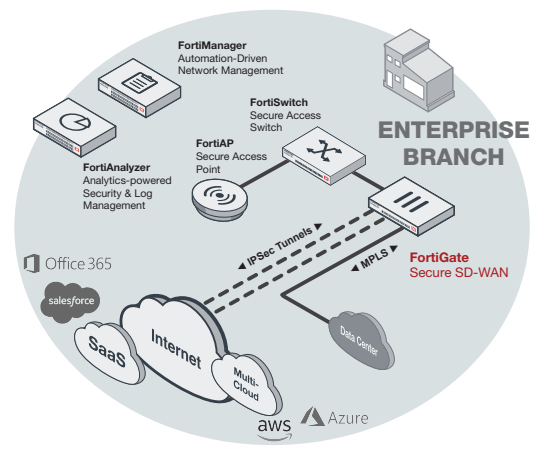 FortiManager
Automation-Driven
Network Management
FortiSwitch
Secure Access
Switch
ENTERPRISE
BRANCH
FortiAP
Secure Access
Point
FortiAnalyzer
Analytics-powered
Security & Log
Management
◄ IPSec Tunnels ►
◄ MPLS ►
FortiGate
Secure SD-WAN
Office 365
salesforce
SaaS
Internet
Multi-
Cloud
Data Center
aws
Azure